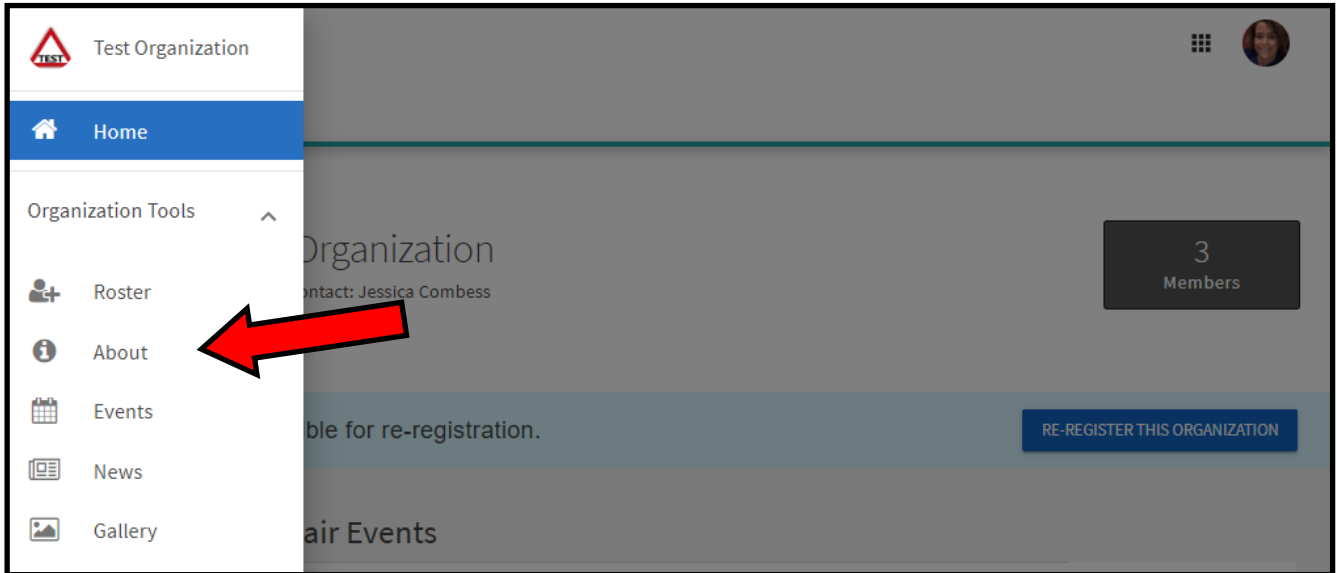 TEST
Test Organization
Home
Organization Tools
Roster
About
Events
News
Gallery
Organization
ontact: Jessica Combess
3
Members
ble for re-registration.
RE-REGISTER THIS ORGANIZATION
air Events